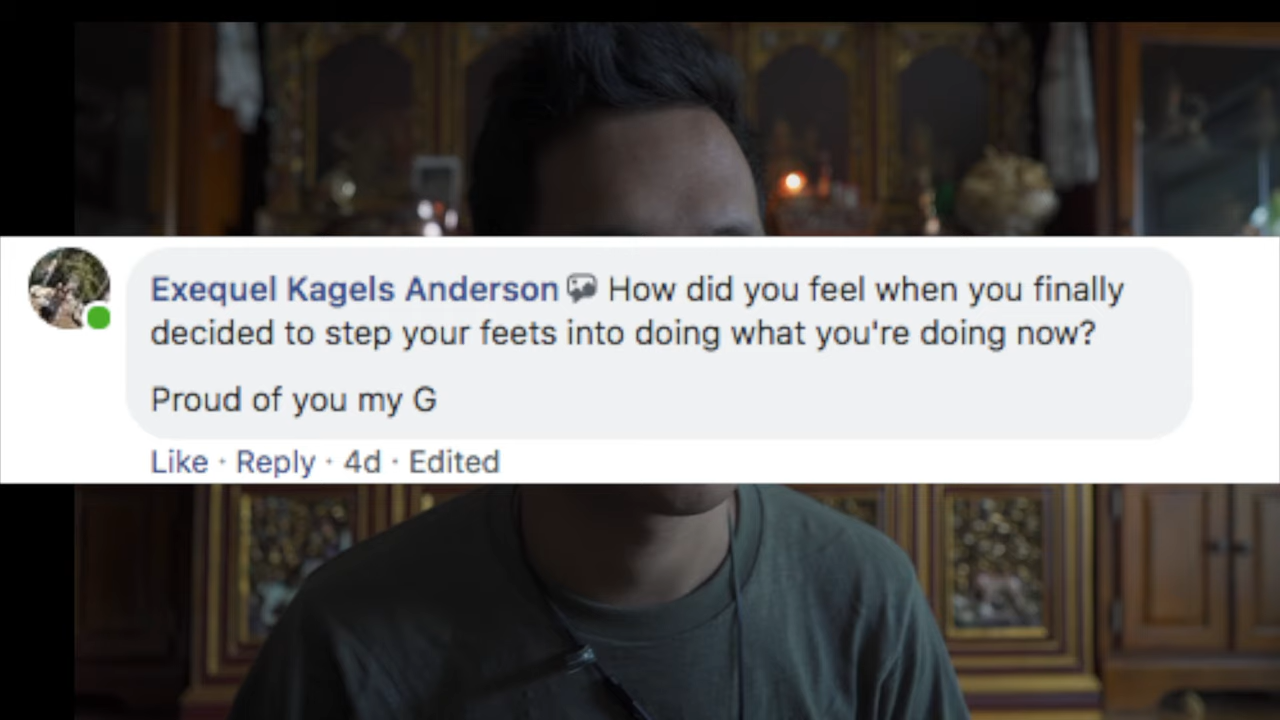 Exequel Kagels Anderson How did you feel when you finally
decided to step your feets into doing what you're doing now?
Proud of you my G
Like · Reply · 4d · Edited